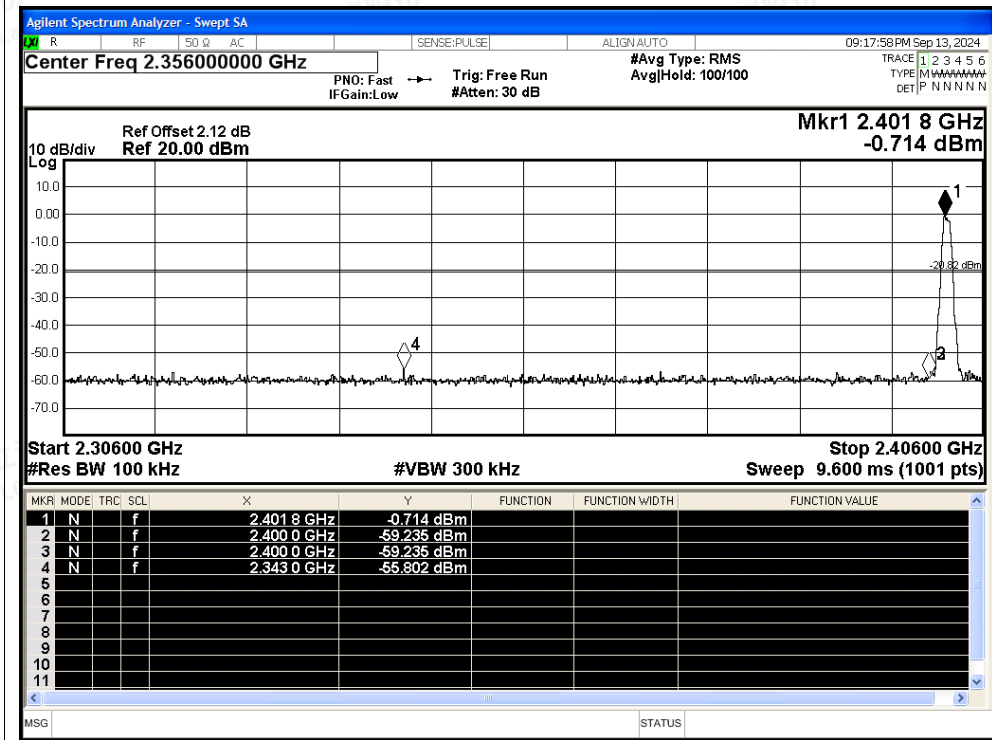 Agilent Spectrum Analyzer - Swept SA
LXI R RF 50 Ω AC SENSE:PULSE ALIGN AUTO 09:17:58 PM Sep 13, 2024
Center Freq 2.356000000 GHz #Avg Type: RMS TRACE 1 2 3 4 5 6
PNO: Fast Trig: Free Run Avg|Hold: 100/100 TYPE M WWWWW
IFGain:Low #Atten: 30 dB DET P N N N N N
Mkr1 2.401 8 GHz
Ref Offset 2.12 dB
10 dB/div Ref 20.00 dBm -0.714 dBm
Log
10.0
1
0.00
-10.0
-20.0
-20.82 dBm
-30.0
-40.0
4
-50.0
2
-60.0
-70.0
Start 2.30600 GHz Stop 2.40600 GHz
#Res BW 100 kHz #VBW 300 kHz Sweep 9.600 ms (1001 pts)
MKR MODE TRC SCL X Y FUNCTION FUNCTION WIDTH FUNCTION VALUE
1 N f 2.401 8 GHz -0.714 dBm
2 N f 2.400 0 GHz -59.235 dBm
3 N f 2.400 0 GHz -59.235 dBm
4 N f 2.343 0 GHz -55.802 dBm
5
6
7
8
9
10
11
MSG STATUS